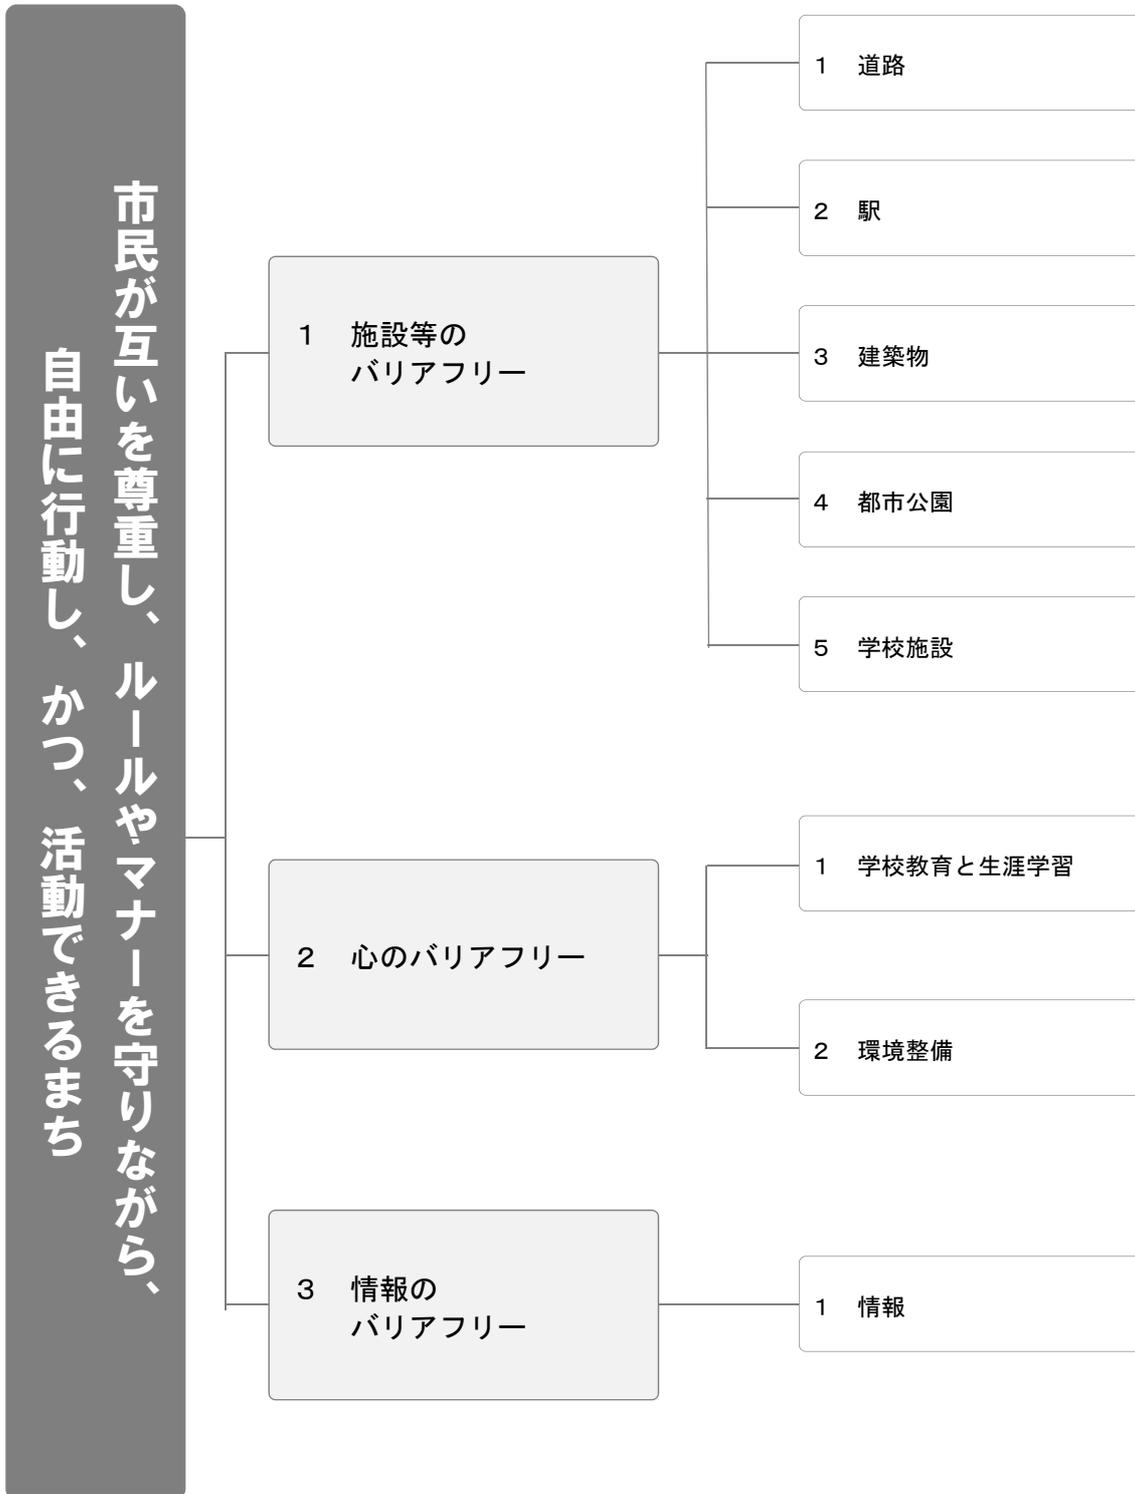 市民が互いを尊重し、ルールやマナーを守りながら、
自由に行動し、かつ、活動できるまち
1 施設等の
バリアフリー
1 道路
2 駅
3 建築物
4 都市公園
5 学校施設
2 心のバリアフリー
1 学校教育と生涯学習
2 環境整備
3 情報の
バリアフリー
1 情報